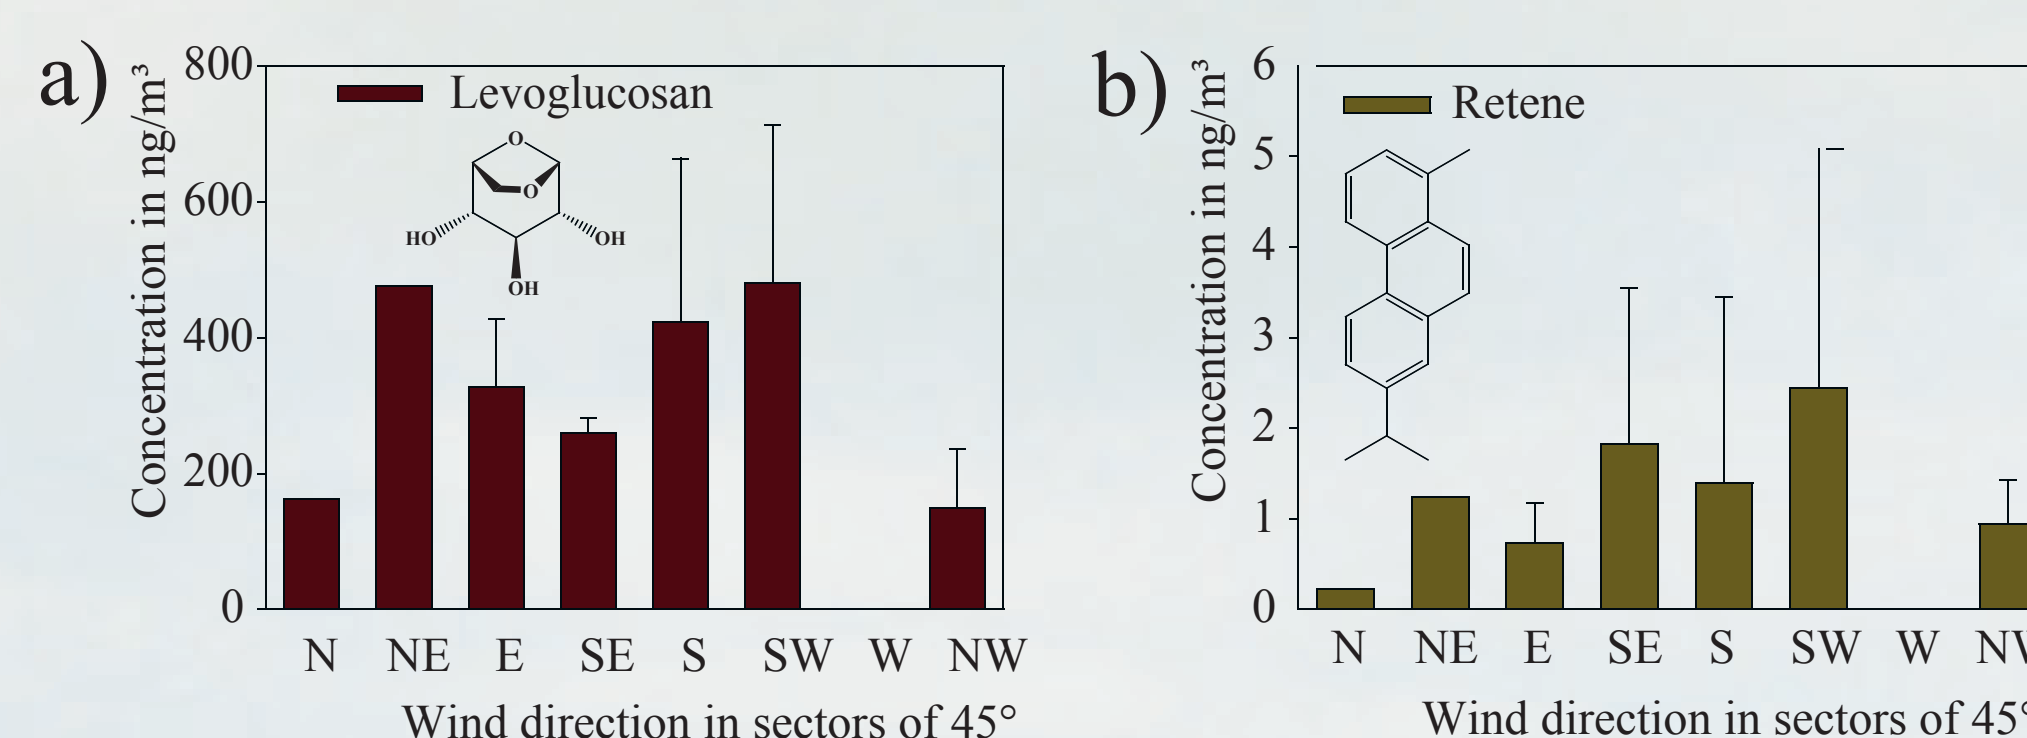 a)
Concentration in ng/m³
800
600
400
200
0
Levoglucosan
O
O
HO
OH
OH
N NE E SE S SW W NW
Wind direction in sectors of 45°
b)
Concentration in ng/m³
6
5
4
3
2
1
0
Retene
N NE E SE S SW W NW
Wind direction in sectors of 45°